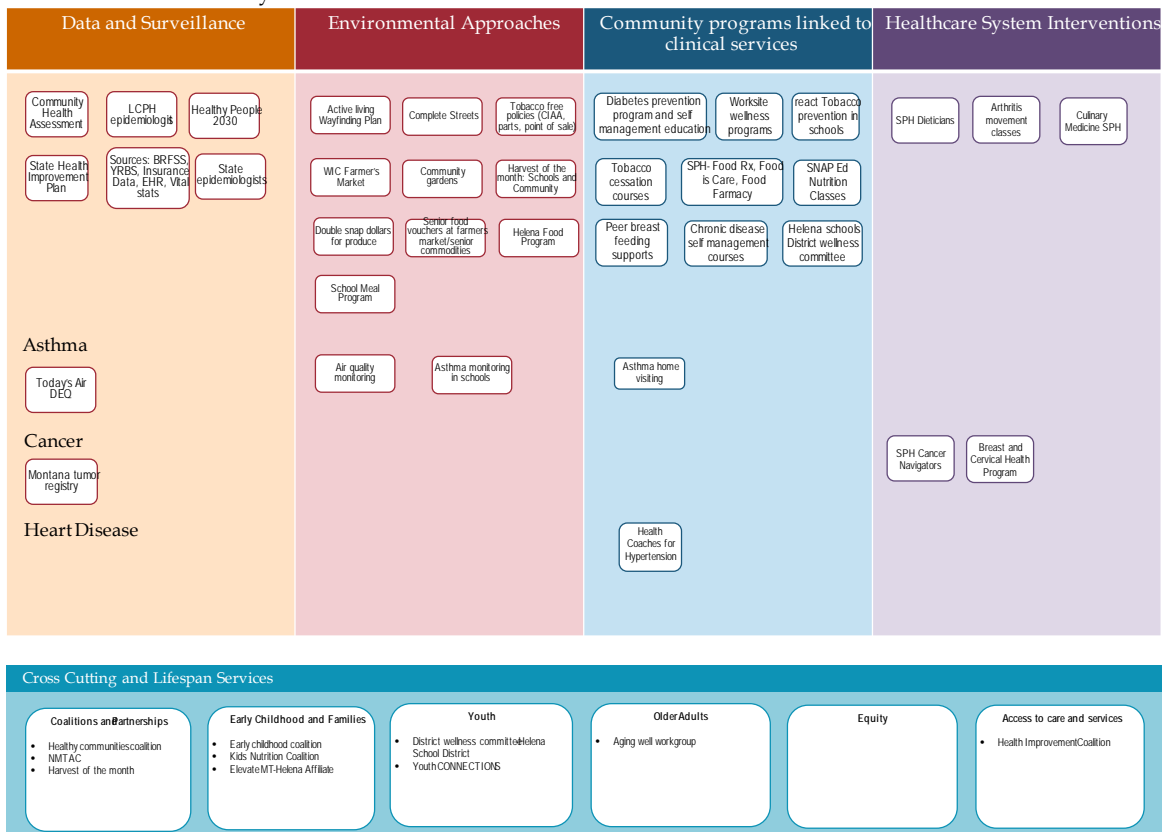 Data and Surveillance
Environmental Approaches
Community programs linked to
clinical services
Healthcare System Interventions
Community
Health
Assessment
LCPH
epidemiologist
Healthy People
2030
State Health
Improvement
Plan
Sources: BRFSS,
YRBS, Insurance
Data, EHR, Vital
stats
State
epidemiologists
Active living
Wayfinding Plan
Complete Streets
Tobacco free
policies (CIAA,
parts, point of sale)
WIC Farmer's
Market
Community
gardens
Harvest of the
month: Schools and
Community
Double snap dollars
for produce
Senior food
vouchers at farmers
market/senior
commodities
Helena Food
Program
School Meal
Program
Diabetes prevention
program and self
management education
Worksite
wellness
programs
react Tobacco
prevention in
schools
Tobacco
cessation
courses
SPH- Food Rx, Food
is Care, Food
Farmacy
SNAP Ed
Nutrition
Classes
Peer breast
feeding
supports
Chronic disease
self management
courses
Helena schools
District wellness
committee
SPH Dieticians
Arthritis
movement
classes
Culinary
Medicine SPH
Asthma
Today's Air
DEQ
Air quality
monitoring
Asthma monitoring
in schools
Asthma home
visiting
Cancer
Montana tumor
registry
SPH Cancer
Navigators
Breast and
Cervical Health
Program
Heart Disease
Health
Coaches for
Hypertension
Cross Cutting and Lifespan Services
Coalitions and Partnerships
• Healthy communities coalition
• NMTAC
• Harvest of the month
Early Childhood and Families
• Early childhood coalition
• Kids Nutrition Coalition
• Elevate MT-Helena Affiliate
Youth
• District wellness committee-Helena
School District
• Youth CONNECTIONS
Older Adults
• Aging well workgroup
Equity
Access to care and services
• Health Improvement Coalition